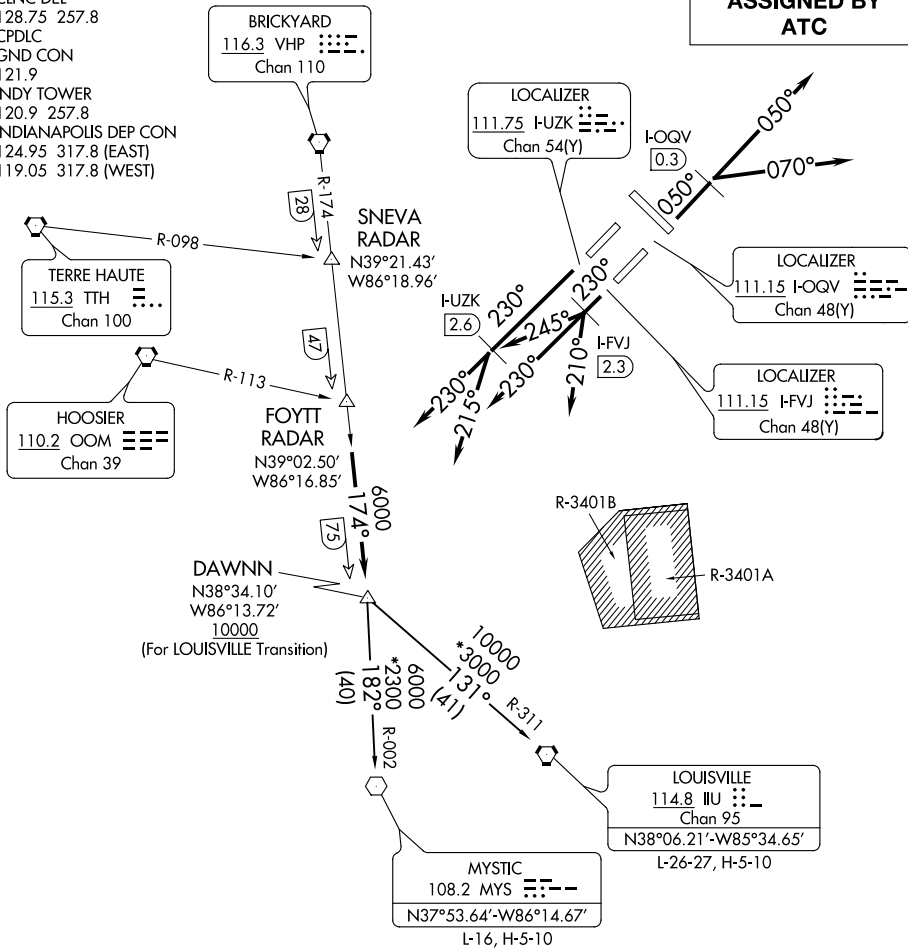 128.75 257.8
CPDLC
GND CON
121.9
INDY TOWER
120.9 257.8
INDIANAPOLIS DEP CON
124.95 317.8 (EAST)
119.05 317.8 (WEST)
ASSIGNED BY
ATC
BRICKYARD
116.3 VHP
Chan 110
LOCALIZER
111.75 I-UZK
Chan 54(Y)
I-OQV
0.3
050°
050°
070°
R-174
28
SNEVA
RADAR
N39°21.43'
W86°18.96'
R-098
TERRE HAUTE
115.3 TTH
Chan 100
LOCALIZER
111.15 I-OQV
Chan 48(Y)
I-UZK
2.6
230°
245°
230°
I-FVJ
2.3
230°
215°
230°
210°
LOCALIZER
111.15 I-FVJ
Chan 48(Y)
47
R-113
HOOSIER
110.2 OOM
Chan 39
FOYTT
RADAR
N39°02.50'
W86°16.85'
6000
174°
75
R-3401B
R-3401A
DAWNN
N38°34.10'
W86°13.72'
10000
(For LOUISVILLE Transition)
6000
*2300
182°
(40)
R-002
10000
*3000
131°
(41)
R-311
LOUISVILLE
114.8 IIU
Chan 95
N38°06.21'-W85°34.65'
L-26-27, H-5-10
MYSTIC
108.2 MYS
N37°53.64'-W86°14.67'
L-16, H-5-10